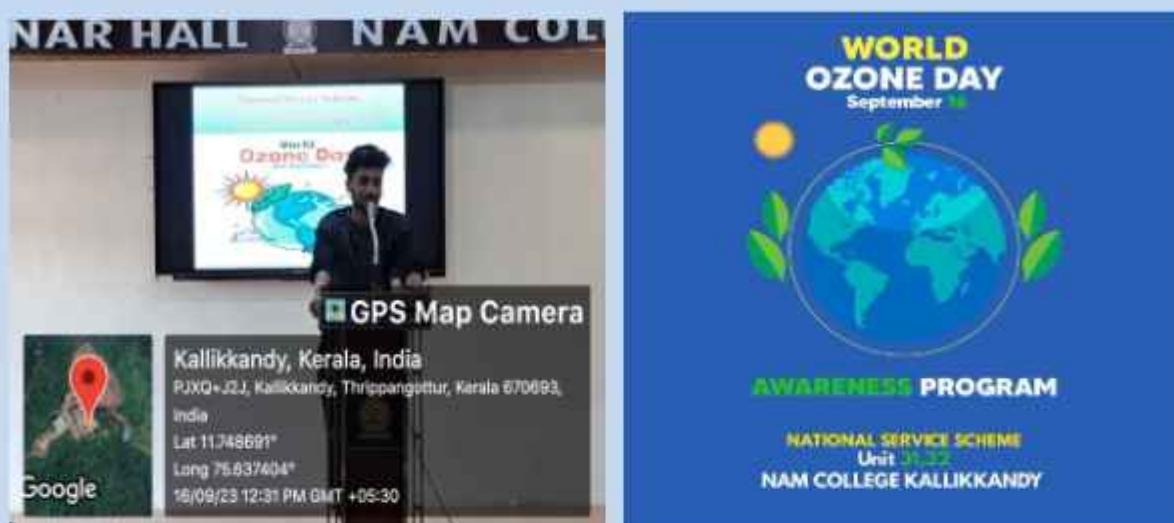 NAR HALL NAM COLL
World
Ozone Day
GPS Map Camera
Kallikkandy, Kerala, India
PJXQ+J2J, Kallikkandy, Thrippangottur, Kerala 670693,
India
Lat 11.748691°
Long 75.637404°
16/09/23 12:31 PM GMT +05:30
Google
WORLD
OZONE DAY
September 16
AWARENESS PROGRAM
NATIONAL SERVICE SCHEME
Unit 31,32
NAM COLLEGE KALLIKKANDY